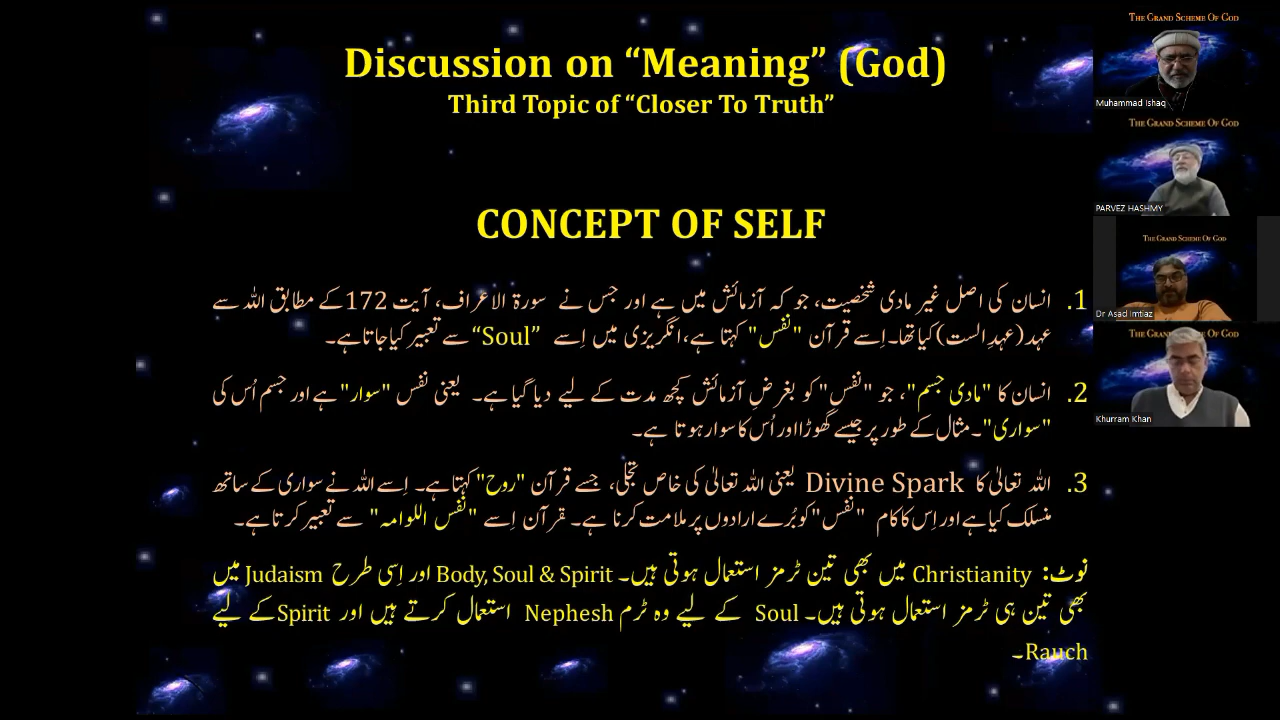 Discussion on “Meaning” (God)
Third Topic of “Closer To Truth”
CONCEPT OF SELF
1. انسان کی اصل غیر مادی شخصیت، جو کہ آزمائش میں ہے اور جس نے سورۃ الاعراف، آیت 172 کے مطابق اللہ سے
عہد (عہدِ الست) کیا تھا۔ اِسے قرآن "نفس" کہتا ہے، انگریزی میں اِسے ”Soul“ سے تعبیر کیا جاتا ہے۔
2. انسان کا "مادی جسم"، جو "نفس" کو بغرضِ آزمائش کچھ مدت کے لیے دیا گیا ہے۔ یعنی نفس "سوار" ہے اور جسم اُس کی
"سواری"۔ مثال کے طور پر جیسے گھوڑا اور اُس کا سوار ہوتا ہے۔
3. اللہ تعالیٰ کا Divine Spark یعنی اللہ تعالیٰ کی خاص تجلی، جسے قرآن "روح" کہتا ہے۔ اِسے اللہ نے سواری کے ساتھ
منسلک کیا ہے اور اِس کا کام "نفس" کو بُرے ارادوں پر ملامت کرنا ہے۔ قرآن اِسے "نفس اللوامہ" سے تعبیر کرتا ہے۔
نوٹ: Christianity میں بھی تین ٹرمز استعمال ہوتی ہیں۔ Body, Soul & Spirit اور اِسی طرح Judaism میں
بھی تین ہی ٹرمز استعمال ہوتی ہیں۔ Soul کے لیے وہ ٹرم Nephesh استعمال کرتے ہیں اور Spirit کے لیے
Rauch۔
THE GRAND SCHEME OF GOD
Muhammad Ishaq
THE GRAND SCHEME OF GOD
PARVEZ HASHMY
THE GRAND SCHEME OF GOD
Dr Asad Imtiaz
THE GRAND SCHEME OF GOD
Khurram Khan